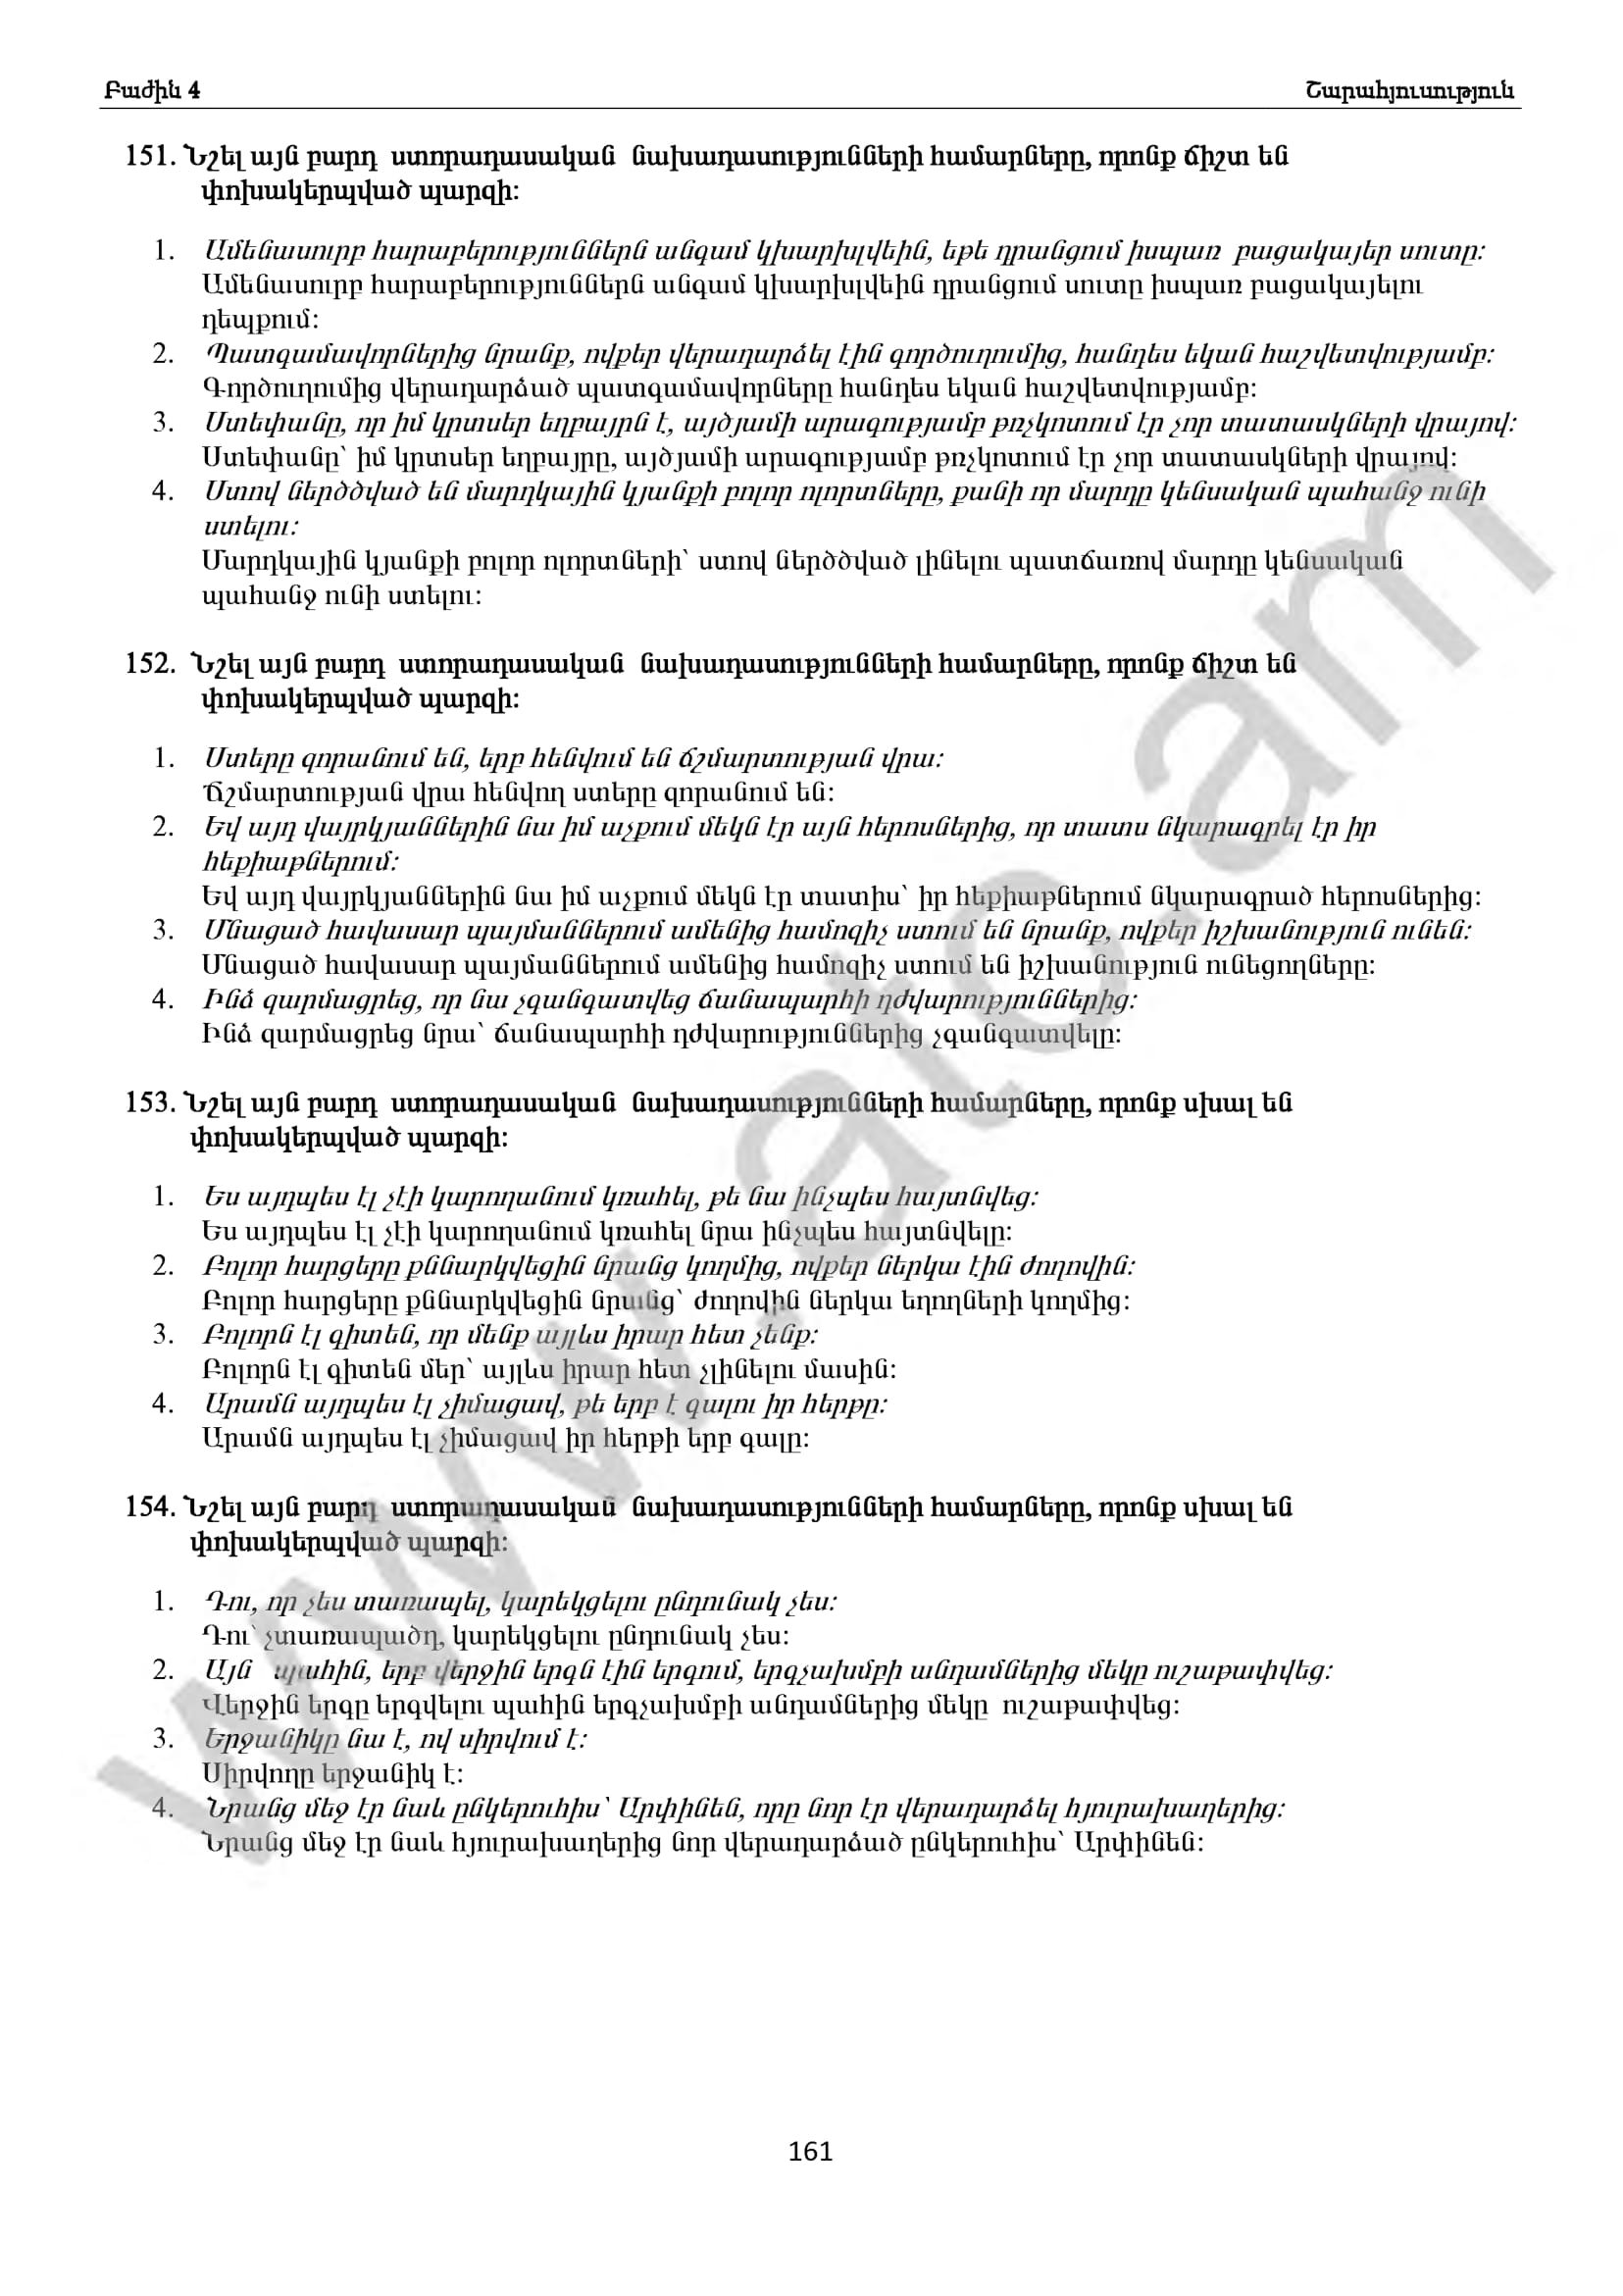 Բաժին 4 Շարահյուսություն
151. Նշել այն բարդ ստորադասական նախադասությունների համարները, որոնք ճիշտ են
փոխակերպված պարզի:
1. Ամենասուրբ հարաբերություններն անգամ կխարխլվեին, եթե դրանցում իսպառ բացակայեր սուտը:
Ամենասուրբ հարաբերություններն անգամ կխարխլվեին դրանցում սուտը իսպառ բացակայելու
դեպքում:
2. Պատգամավորներից նրանք, ովքեր վերադարձել էին գործուղումից, հանդես եկան հաշվետվությամբ:
Գործուղումից վերադարձած պատգամավորները հանդես եկան հաշվետվությամբ:
3. Ստեփանը, որ իմ կրտսեր եղբայրն է, այծյամի արագությամբ թռչկոտում էր չոր տատասկների վրայով:
Ստեփանը՝ իմ կրտսեր եղբայրը, այծյամի արագությամբ թռչկոտում էր չոր տատասկների վրայով:
4. Ստով ներծծված են մարդկային կյանքի բոլոր ոլորտները, քանի որ մարդը կենսական պահանջ ունի
ստելու:
Մարդկային կյանքի բոլոր ոլորտների՝ ստով ներծծված լինելու պատճառով մարդը կենսական
պահանջ ունի ստելու:
152. Նշել այն բարդ ստորադասական նախադասությունների համարները, որոնք ճիշտ են
փոխակերպված պարզի:
1. Ստերը զորանում են, երբ հենվում են ճշմարտության վրա:
Ճշմարտության վրա հենվող ստերը զորանում են:
2. Եվ այդ վայրկյաններին նա իմ աչքում մեկն էր այն հերոսներից, որ տատս նկարագրել էր իր
հեքիաթներում:
Եվ այդ վայրկյաններին նա իմ աչքում մեկն էր տատիս՝ իր հեքիաթներում նկարագրած հերոսներից:
3. Մնացած հավասար պայմաններում ամենից համոզիչ ստում են նրանք, ովքեր իշխանություն ունեն:
Մնացած հավասար պայմաններում ամենից համոզիչ ստում են իշխանություն ունեցողները:
4. Ինձ զարմացրեց, որ նա չգանգատվեց ճանապարհի դժվարություններից:
Ինձ զարմացրեց նրա՝ ճանապարհի դժվարություններից չգանգատվելը:
153. Նշել այն բարդ ստորադասական նախադասությունների համարները, որոնք սխալ են
փոխակերպված պարզի:
1. Ես այդպես էլ չէի կարողանում կռահել, թե նա ինչպես հայտնվեց:
Ես այդպես էլ չէի կարողանում կռահել նրա ինչպես հայտնվելը:
2. Բոլոր հարցերը քննարկվեցին նրանց կողմից, ովքեր ներկա էին ժողովին:
Բոլոր հարցերը քննարկվեցին նրանց՝ ժողովին ներկա եղողների կողմից:
3. Բոլորն էլ գիտեն, որ մենք այլևս իրար հետ չենք:
Բոլորն էլ գիտեն մեր՝ այլևս իրար հետ չլինելու մասին:
4. Արամն այդպես էլ չիմացավ, թե երբ է գալու իր հերթը:
Արամն այդպես էլ չիմացավ իր հերթի երբ գալը:
154. Նշել այն բարդ ստորադասական նախադասությունների համարները, որոնք սխալ են
փոխակերպված պարզի:
1. Դու, որ չես տառապել, կարեկցելու ընդունակ չես:
Դու՝ չտառապածդ, կարեկցելու ընդունակ չես:
2. Այն պահին, երբ վերջին երգն էին երգում, երգչախմբի անդամներից մեկը ուշաթափվեց:
Վերջին երգը երգվելու պահին երգչախմբի անդամներից մեկը ուշաթափվեց:
3. Երջանիկը նա է, ով սիրվում է:
Սիրվողը երջանիկ է:
4. Նրանց մեջ էր նաև ընկերուհիս՝ Արփինեն, որը նոր էր վերադարձել հյուրախաղերից:
Նրանց մեջ էր նաև հյուրախաղերից նոր վերադարձած ընկերուհիս՝ Արփինեն:
www.atc.am
161